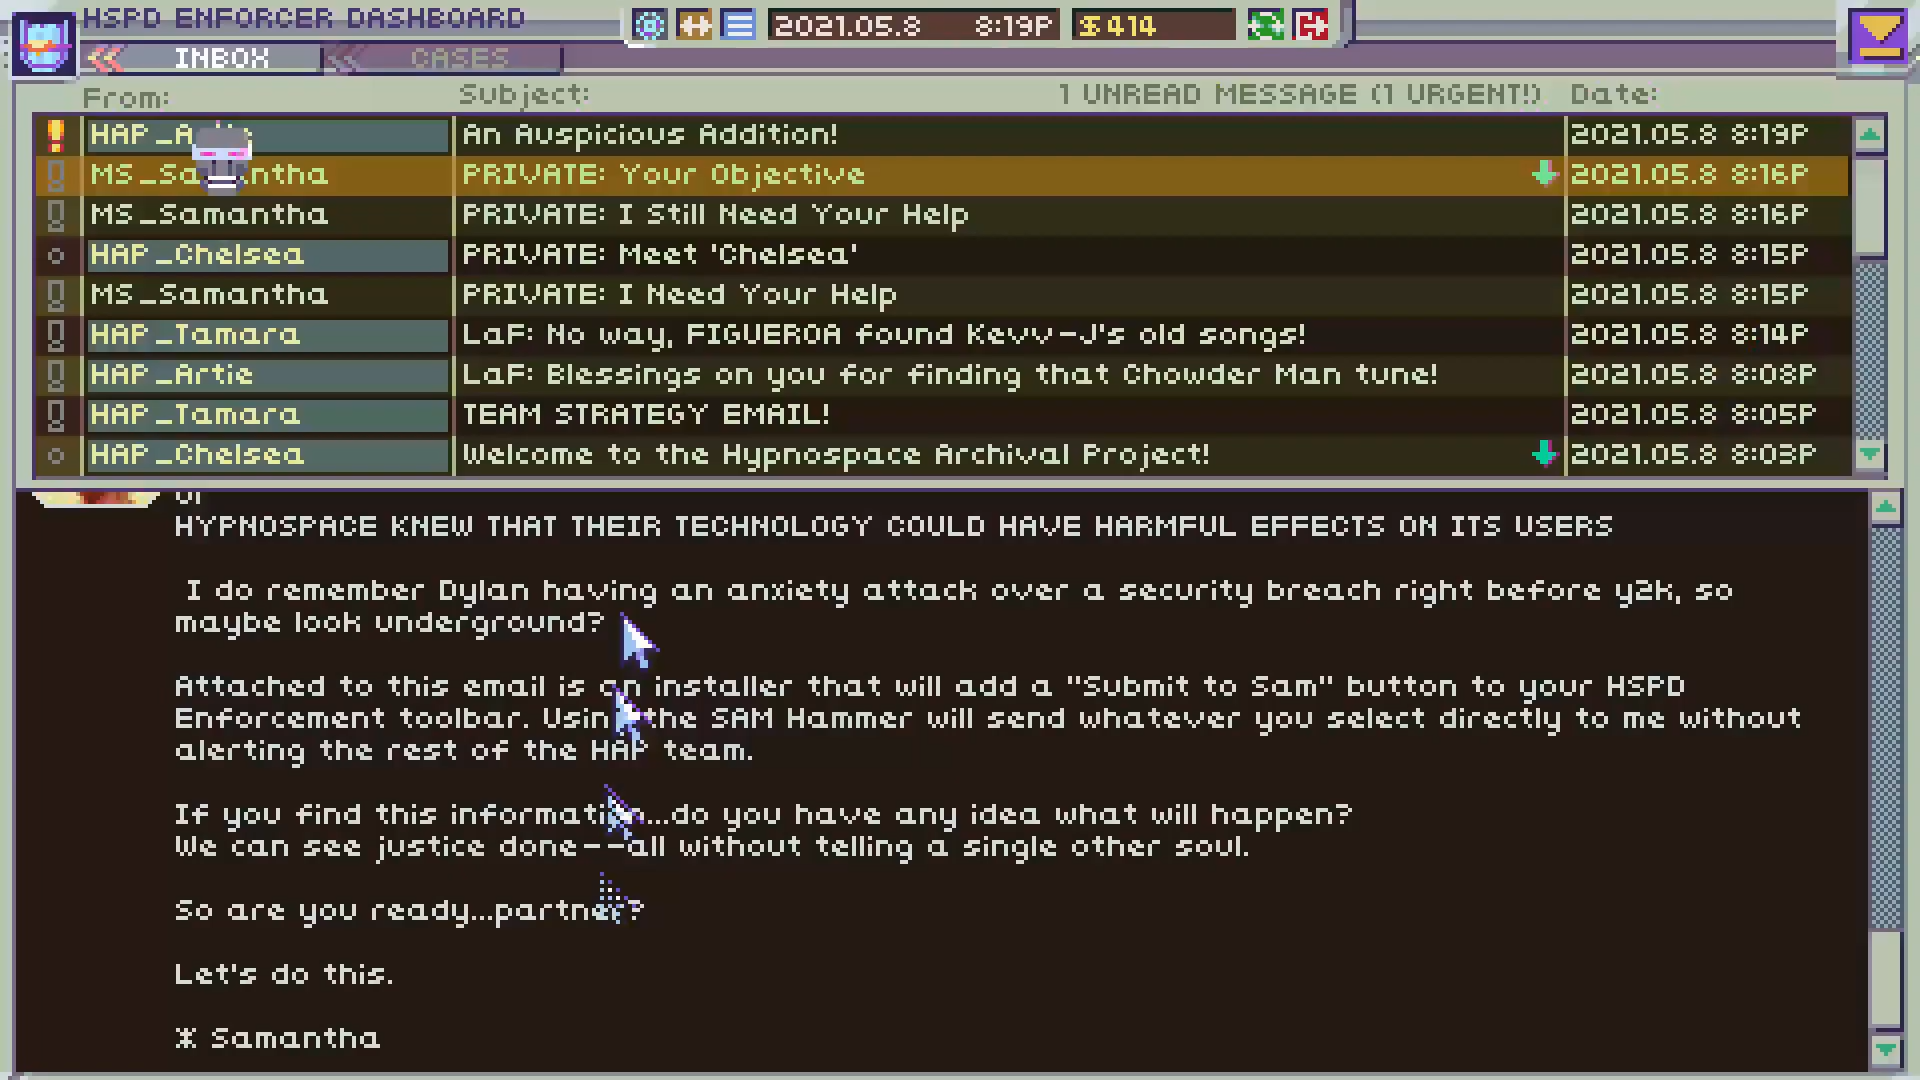 HSPD ENFORCER DASHBOARD
2021.05.8 8:19P
414
INBOX
CASES
From: Subject: 1 UNREAD MESSAGE (1 URGENT!) Date:
An Auspicious Addition! 2021.05.8 8:19P
PRIVATE: Your Objective 2021.05.8 8:16P
MS_Samantha PRIVATE: I Still Need Your Help 2021.05.8 8:16P
HAP_Chelsea PRIVATE: Meet 'Chelsea' 2021.05.8 8:15P
MS_Samantha PRIVATE: I Need Your Help 2021.05.8 8:15P
HAP_Tamara LaF: No way, FIGUEROA found Kevv-J's old songs! 2021.05.8 8:14P
HAP_Artie LaF: Blessings on you for finding that Chowder Man tune! 2021.05.8 8:08P
HAP_Tamara TEAM STRATEGY EMAIL! 2021.05.8 8:05P
HAP_Chelsea Welcome to the Hypnospace Archival Project! 2021.05.8 8:03P
HYPNOSPACE KNEW THAT THEIR TECHNOLOGY COULD HAVE HARMFUL EFFECTS ON ITS USERS
I do remember Dylan having an anxiety attack over a security breach right before y2k, so
maybe look underground?
Attached to this email is an installer that will add a "Submit to Sam" button to your HSPD
Enforcement toolbar. Using the SAM Hammer will send whatever you select directly to me without
alerting the rest of the HAP team.
If you find this information...do you have any idea what will happen?
We can see justice done--all without telling a single other soul.
So are you ready...partner?
Let's do this.
* Samantha